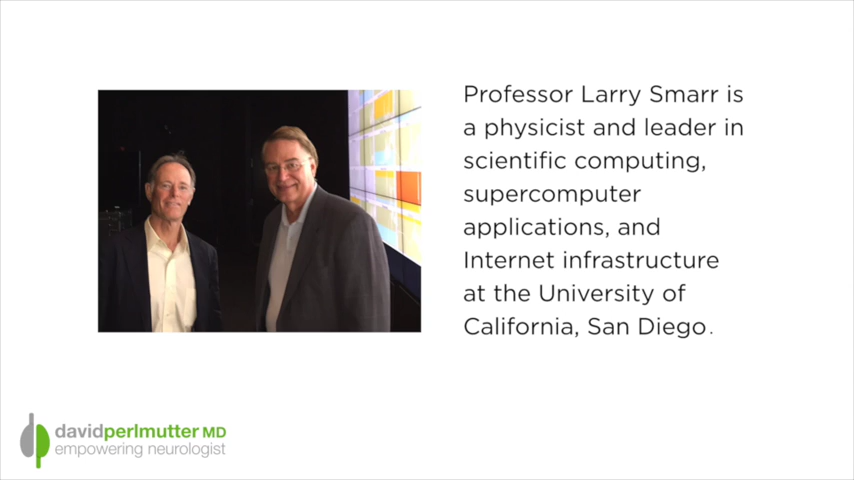 Professor Larry Smarr is
a physicist and leader in
scientific computing,
supercomputer
applications, and
Internet infrastructure
at the University of
California, San Diego.
davidperlmutter MD
empowering neurologist